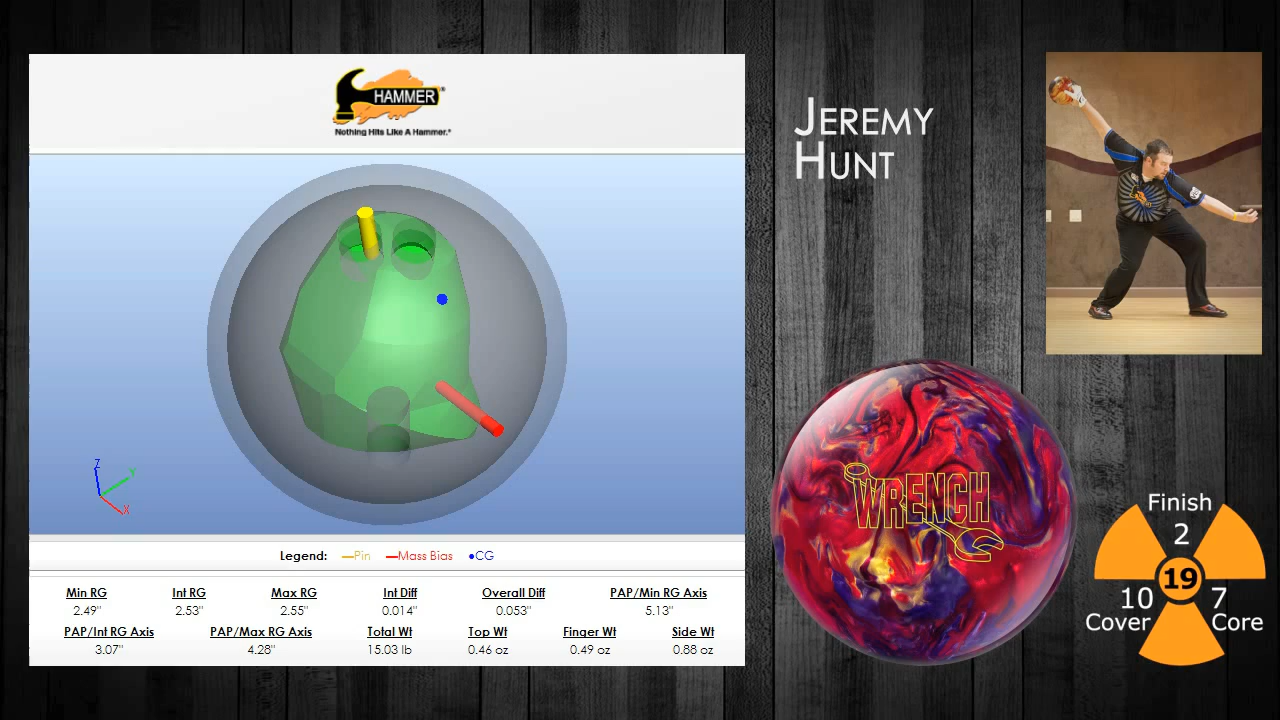 HAMMER®
Nothing Hits Like A Hammer.®
JEREMY
HUNT
Z
Y
X
Legend: Pin Mass Bias CG
Min RG Int RG Max RG Int Diff Overall Diff PAP/Min RG Axis
2.49" 2.53" 2.55" 0.014" 0.053" 5.13"
PAP/Int RG Axis PAP/Max RG Axis Total Wt Top Wt Finger Wt Side Wt
3.07" 4.28" 15.03 lb 0.46 oz 0.49 oz 0.88 oz
WRENCH
Finish
2
19
10 7
Cover Core